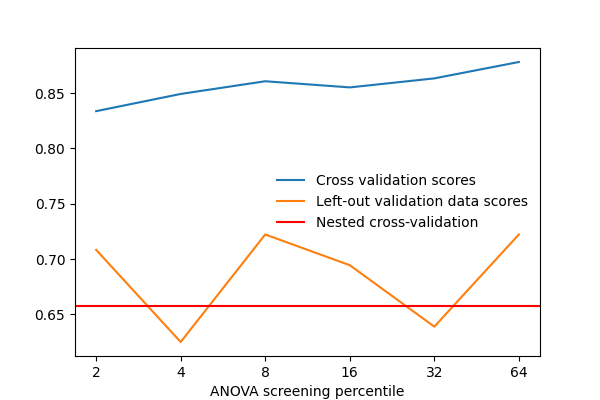 0.85
0.80
0.75
0.70
0.65
Cross validation scores
Left-out validation data scores
Nested cross-validation
2 4 8 16 32 64
ANOVA screening percentile